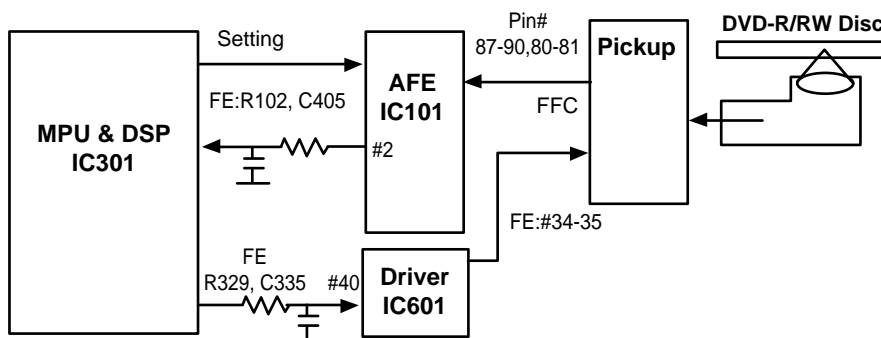 Setting
FE:R102, C405
MPU & DSP
IC301
AFE
IC101
#2
Pin#
87-90,80-81
FFC
Pickup
DVD-R/RW Disc
FE:#34-35
FE
R329, C335
#40
Driver
IC601